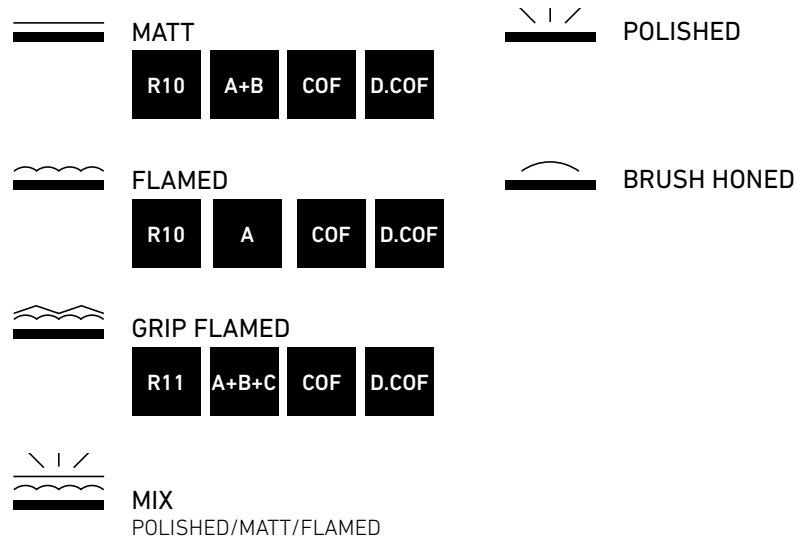 MATT
R10 A+B COF D.COF
FLAMED
R10 A COF D.COF
GRIP FLAMED
R11 A+B+C COF D.COF
MIX
POLISHED/MATT/FLAMED
POLISHED
BRUSH HONED